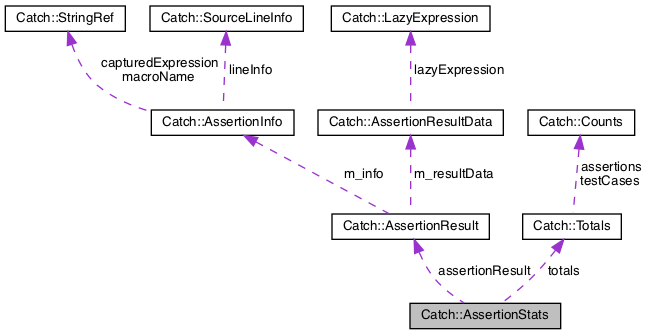 Catch::StringRef
Catch::SourceLineInfo
Catch::LazyExpression
capturedExpression
macroName
lineInfo
lazyExpression
Catch::AssertionInfo
Catch::AssertionResultData
Catch::Counts
m_info
m_resultData
assertions
testCases
Catch::AssertionResult
Catch::Totals
assertionResult
totals
Catch::AssertionStats